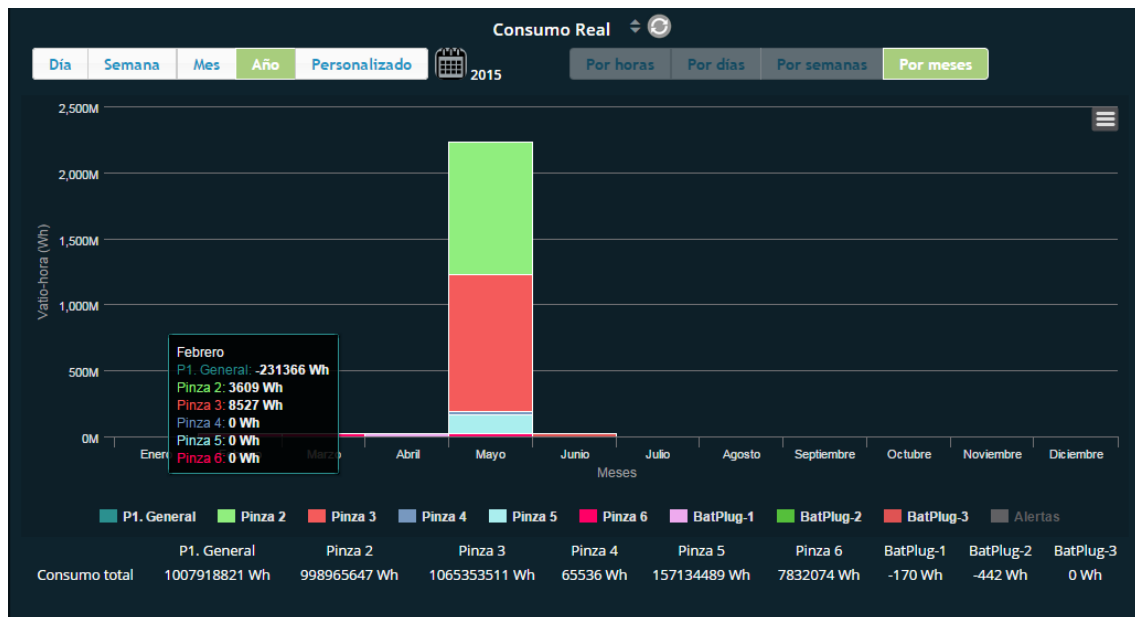 Consumo Real
Día Semana Mes Año Personalizado 2015 Por horas Por días Por semanas Por meses
2,500M
2,000M
1,500M
1,000M
500M
0M
Vatio-hora (Wh)
Febrero
P1. General: -231366 Wh
Pinza 2: 3609 Wh
Pinza 3: 8527 Wh
Pinza 4: 0 Wh
Pinza 5: 0 Wh
Pinza 6: 0 Wh
Enero Marzo Abril Mayo Junio Julio Agosto Septiembre Octubre Noviembre Diciembre
Meses
P1. General Pinza 2 Pinza 3 Pinza 4 Pinza 5 Pinza 6 BatPlug-1 BatPlug-2 BatPlug-3 Alertas
P1. General Pinza 2 Pinza 3 Pinza 4 Pinza 5 Pinza 6 BatPlug-1 BatPlug-2 BatPlug-3
Consumo total 1007918821 Wh 998965647 Wh 1065353511 Wh 65536 Wh 157134489 Wh 7832074 Wh -170 Wh -442 Wh 0 Wh